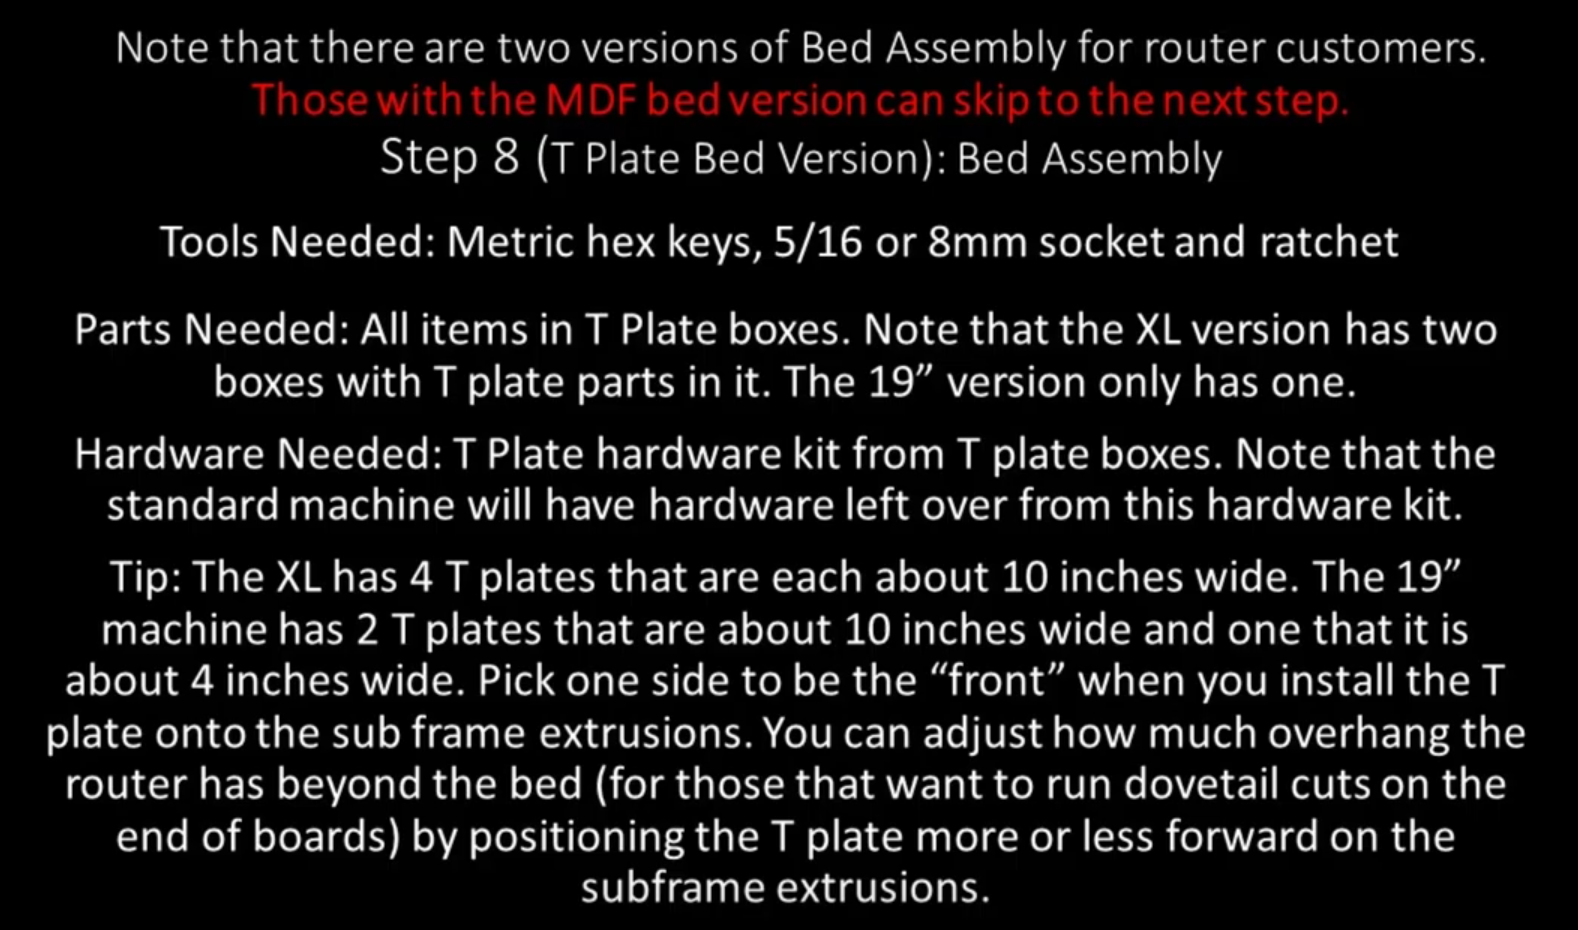 Note that there are two versions of Bed Assembly for router customers.
Those with the MDF bed version can skip to the next step.
Step 8 (T Plate Bed Version): Bed Assembly
Tools Needed: Metric hex keys, 5/16 or 8mm socket and ratchet
Parts Needed: All items in T Plate boxes. Note that the XL version has two
boxes with T plate parts in it. The 19” version only has one.
Hardware Needed: T Plate hardware kit from T plate boxes. Note that the
standard machine will have hardware left over from this hardware kit.
Tip: The XL has 4 T plates that are each about 10 inches wide. The 19”
machine has 2 T plates that are about 10 inches wide and one that it is
about 4 inches wide. Pick one side to be the “front” when you install the T
plate onto the sub frame extrusions. You can adjust how much overhang the
router has beyond the bed (for those that want to run dovetail cuts on the
end of boards) by positioning the T plate more or less forward on the
subframe extrusions.